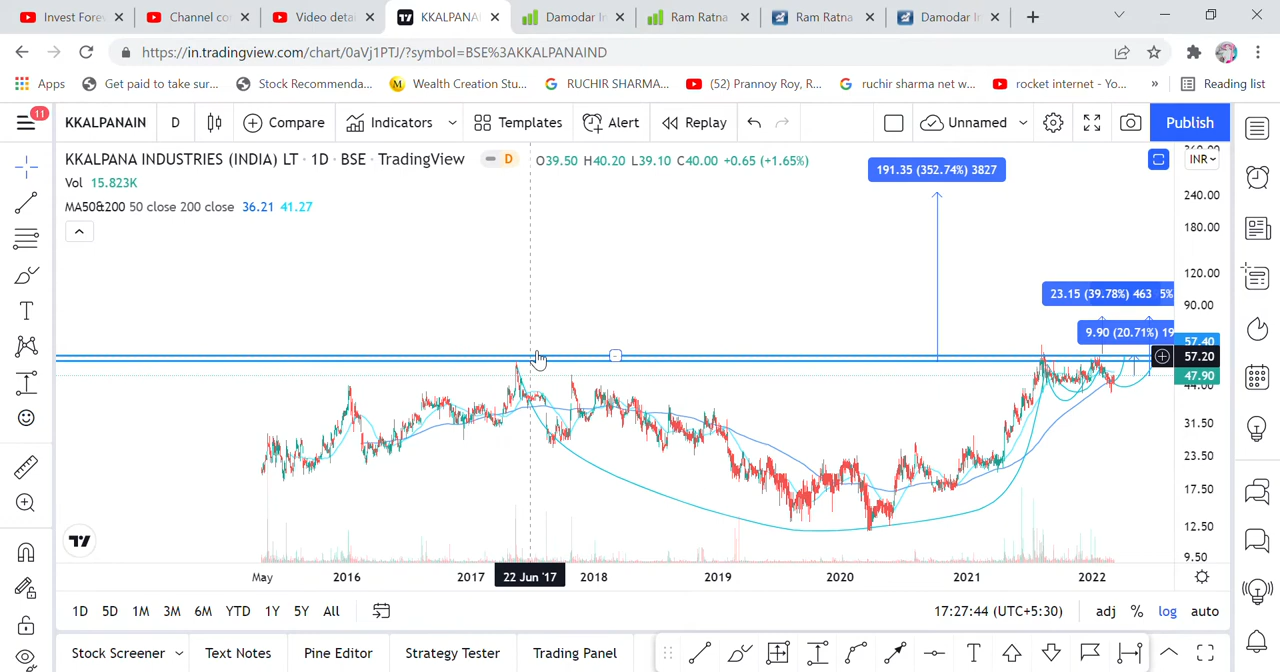 Invest Fores
Channel co
Video detai
KKALPANA
Damodar In
Ram Ratna
Ram Ratna
Damodar In
https://in.tradingview.com/chart/0aVj1PTJ/?symbol=BSE%3AKKALPANAIND
Apps
Get paid to take sur...
Stock Recommenda...
Wealth Creation Stu...
RUCHIR SHARMA...
(52) Prannoy Roy, R...
ruchir sharma net w...
rocket internet - Yo...
»
Reading list
11
KKALPANAIN
D
Compare
Indicators
Templates
Alert
Replay
Unnamed
Publish
KKALPANA INDUSTRIES (INDIA) LT · 1D · BSE · TradingView
D
O39.50 H40.20 L39.10 C40.00 +0.65 (+1.65%)
Vol 15.823K
MA50&200 50 close 200 close 36.21 41.27
INR
191.35 (352.74%) 3827
23.15 (39.78%) 463 5%
9.90 (20.71%) 19
240.00
180.00
120.00
90.00
57.40
57.20
47.90
44.00
31.50
23.50
17.50
12.50
9.50
May
2016
2017
22 Jun '17
2018
2019
2020
2021
2022
1D 5D 1M 3M 6M YTD 1Y 5Y All
17:27:44 (UTC+5:30)
adj % log auto
Stock Screener
Text Notes
Pine Editor
Strategy Tester
Trading Panel